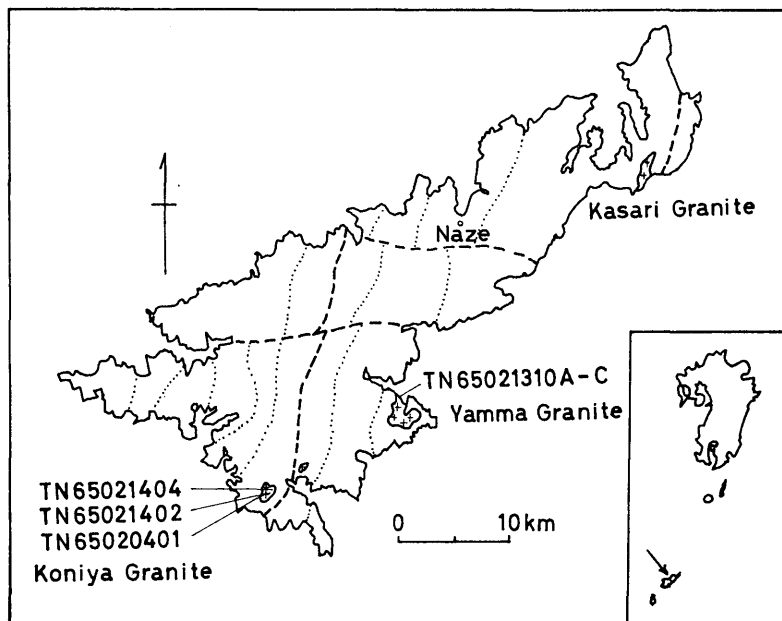 Kasari Granite
Naze
TN65021310A-C
Yamma Granite
TN65021404
TN65021402
TN65020401
Koniya Granite
0 10km